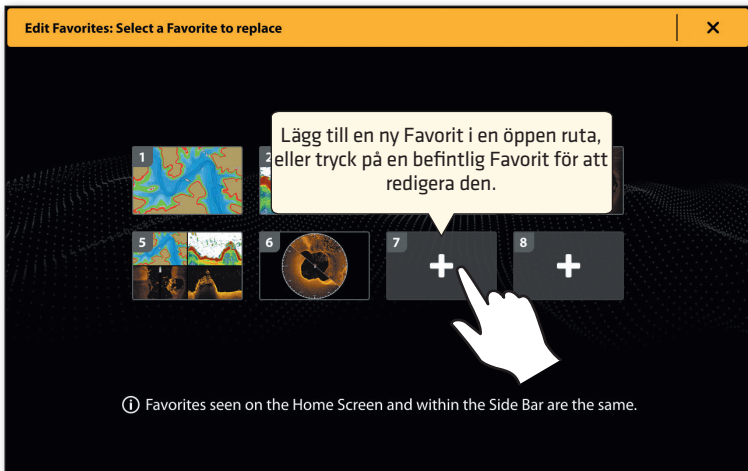 Edit Favorites: Select a Favorite to replace
Lägg till en ny Favorit i en öppen ruta,
eller tryck på en befintlig Favorit för att
redigera den.
1
2
5
6
7
8
Favorites seen on the Home Screen and within the Side Bar are the same.